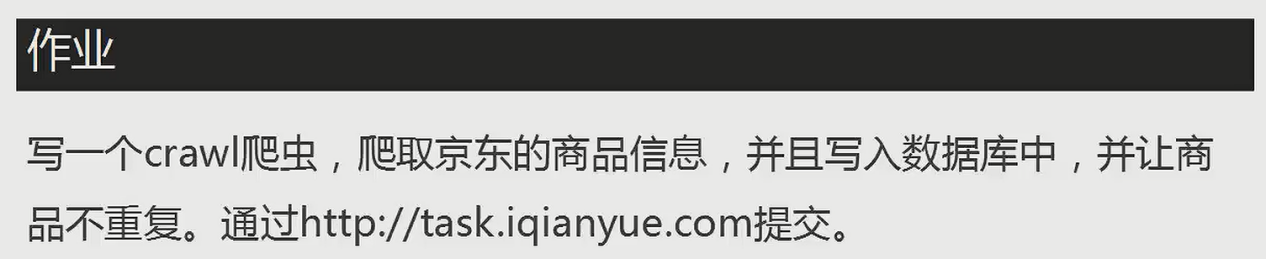 作业
写一个crawl爬虫，爬取京东的商品信息，并且写入数据库中，并让商
品不重复。通过http://task.iqianyue.com提交。